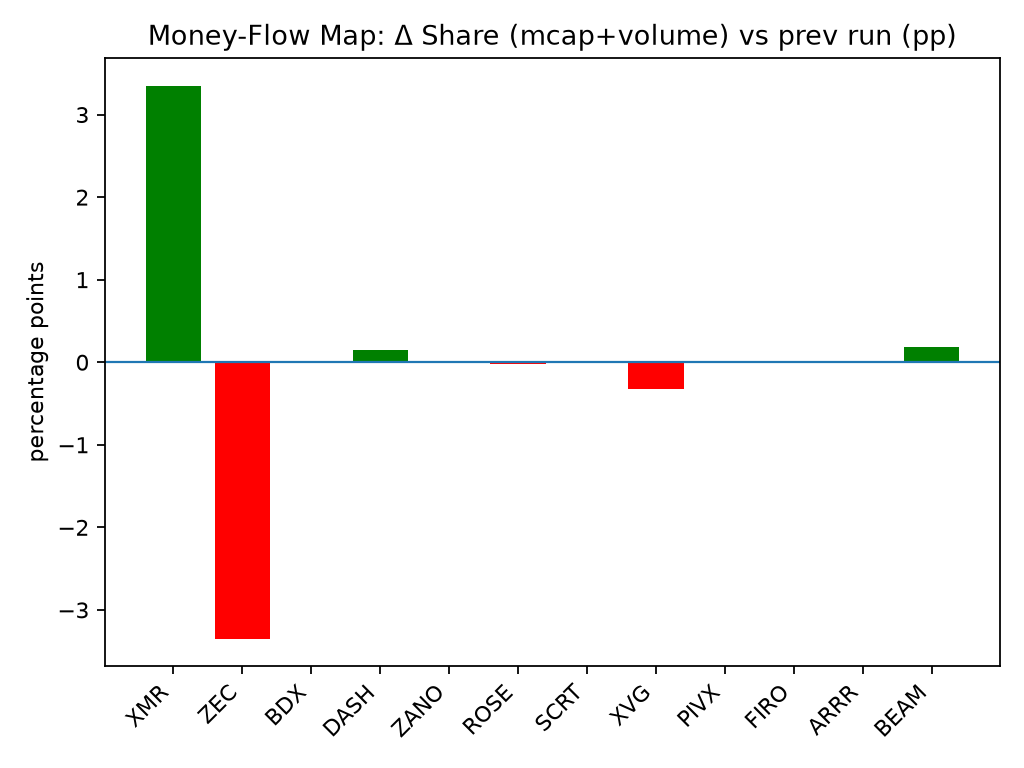 Money-Flow Map: Δ Share (mcap+volume) vs prev run (pp)
percentage points
3
2
1
0
−1
−2
−3
XMR
ZEC
BDX
DASH
ZANO
ROSE
SCRT
XVG
PIVX
FIRO
ARRR
BEAM